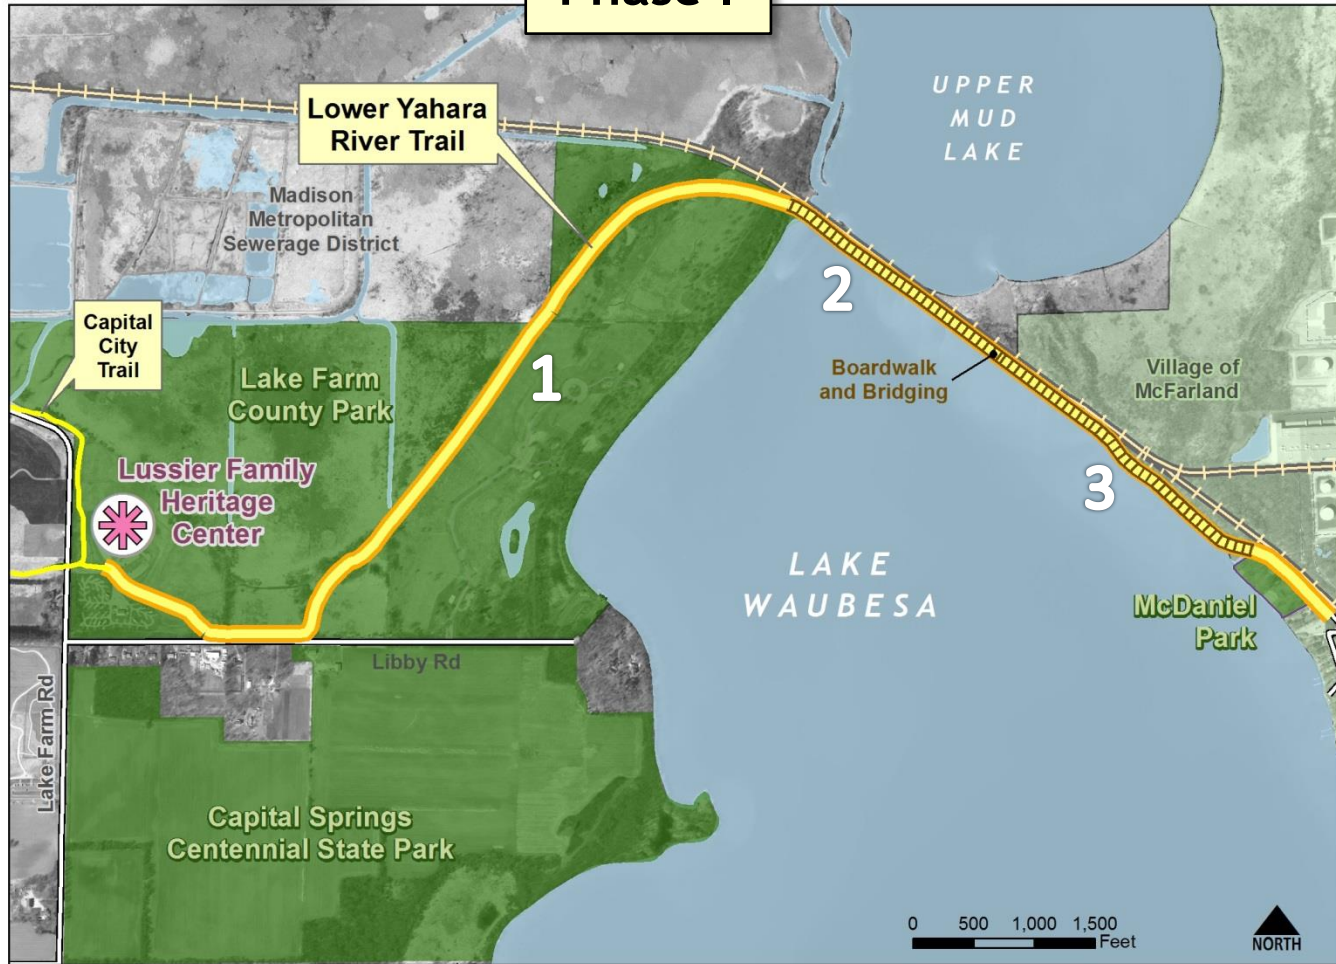 Phase I
UPPER
MUD
LAKE
Lower Yahara
River Trail
Madison
Metropolitan
Sewerage District
2
Capital
City
Trail
Lake Farm
County Park
1
Boardwalk
and Bridging
Village of
McFarland
Lussier Family
Heritage
Center
3
LAKE
WAUBESA
McDaniel
Park
Libby Rd
Lake Farm Rd
Capital Springs
Centennial State Park
0 500 1,000 1,500
Feet
NORTH